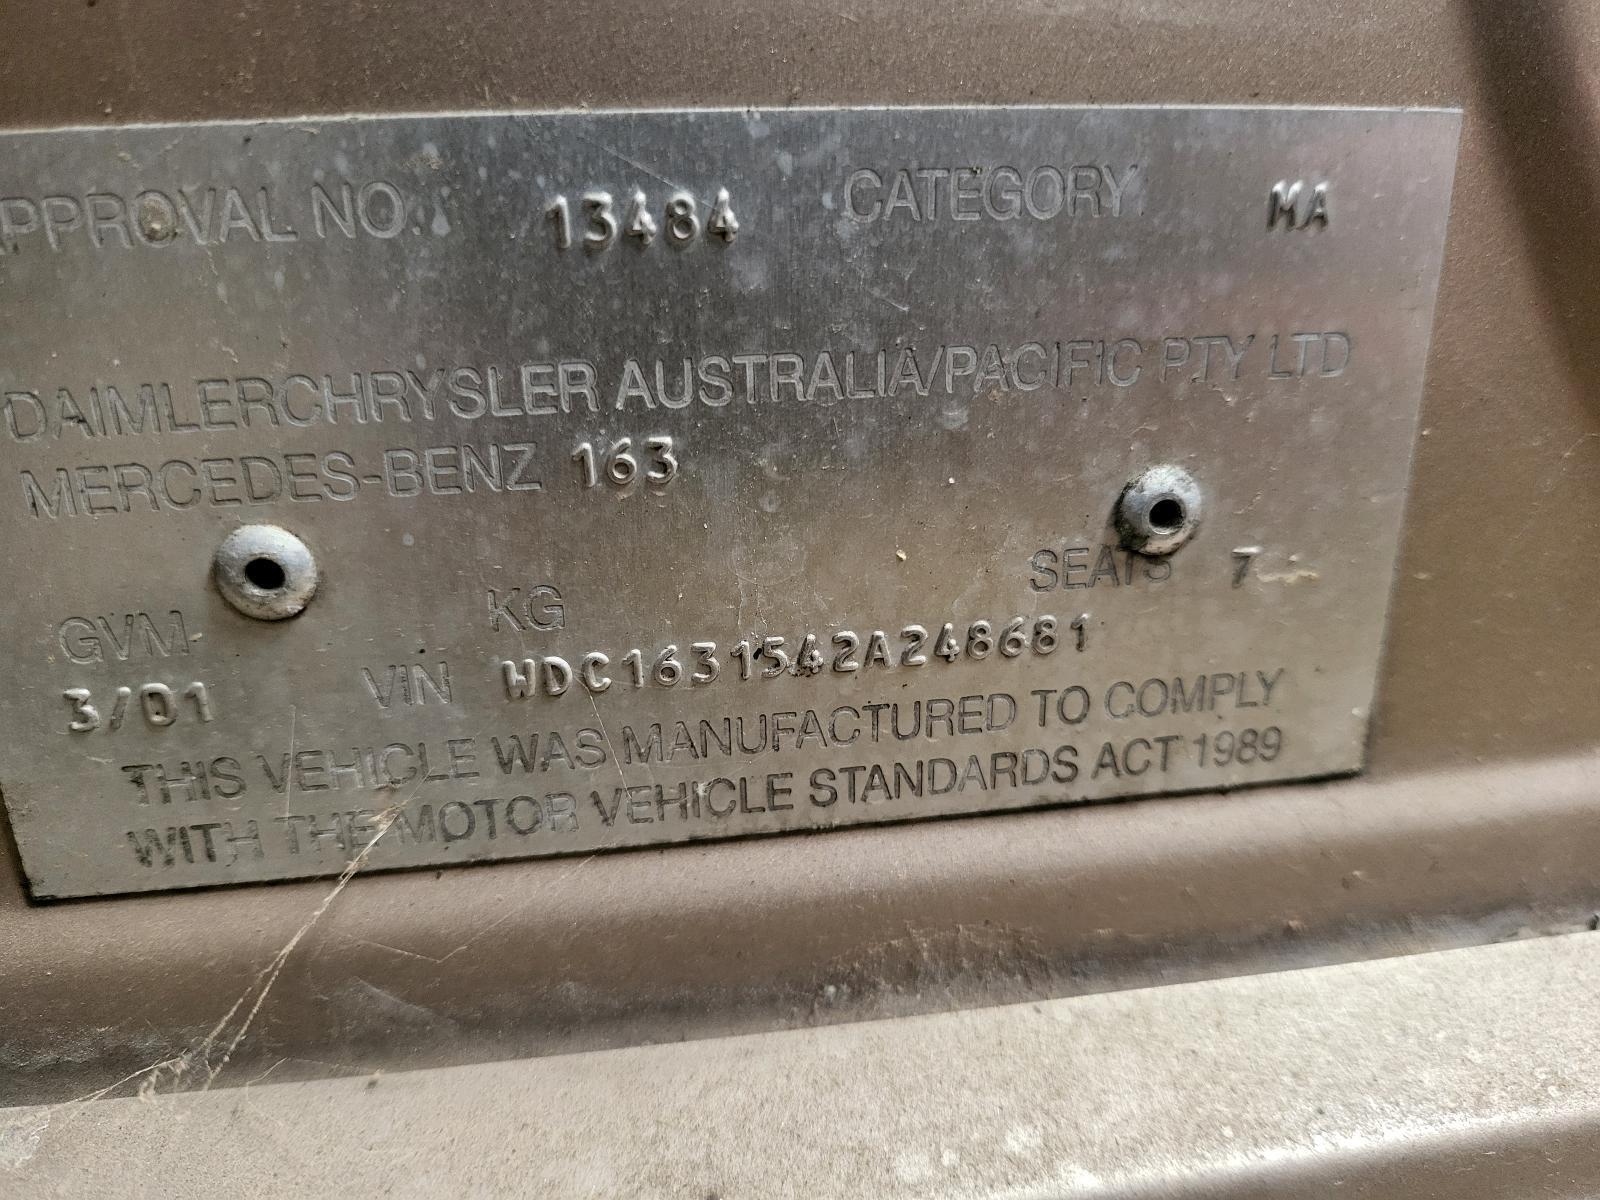 APPROVAL NO. 13484 CATEGORY MA
DAIMLERCHRYSLER AUSTRALIA/PACIFIC PTY LTD
MERCEDES-BENZ 163
SEATS 7
GVM KG
3/01 VIN WDC1631542A248681
THIS VEHICLE WAS MANUFACTURED TO COMPLY
WITH THE MOTOR VEHICLE STANDARDS ACT 1989